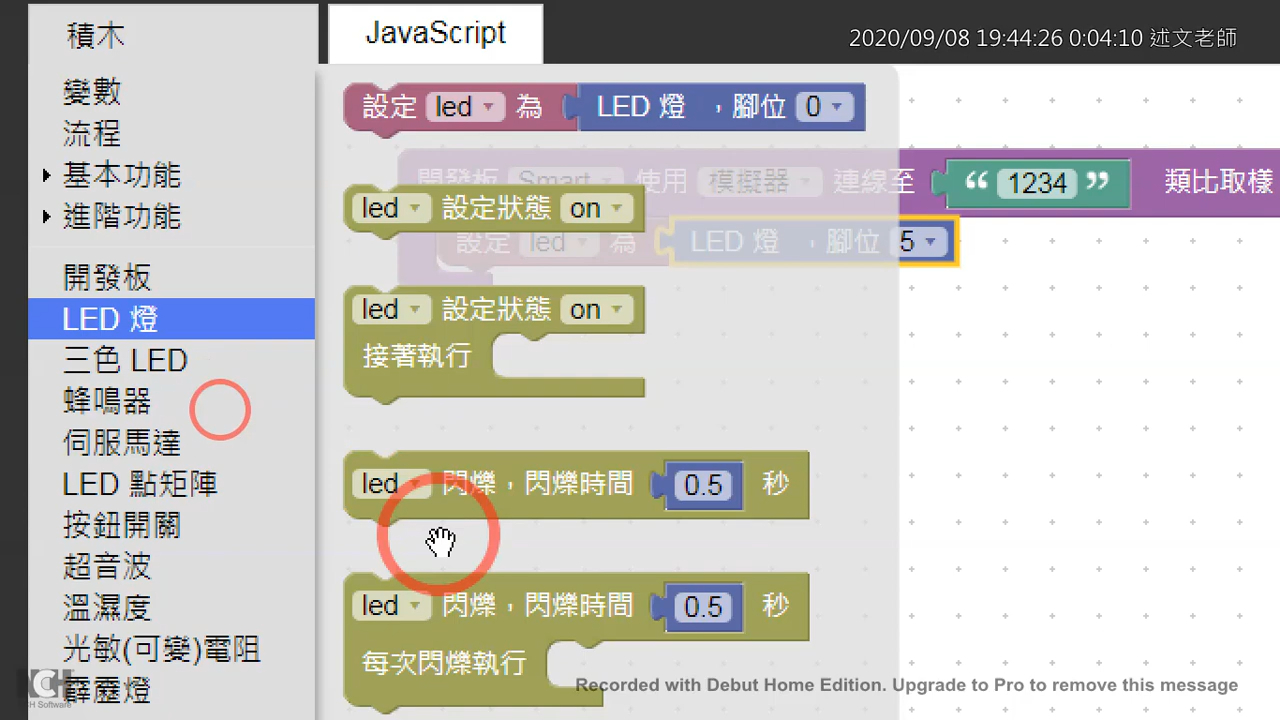 積木
JavaScript
2020/09/08 19:44:26 0:04:10 述文老師
變數
流程
基本功能
進階功能
開發板
LED 燈
三色 LED
蜂鳴器
伺服馬達
LED 點矩陣
按鈕開關
超音波
溫濕度
光敏(可變)電阻
霹靂燈
設定 led 為 LED 燈 ,腳位 0
開發板 Smart 使用 模擬器 連線至 “ 1234 ” 類比取樣
led 設定狀態 on
設定 led 為 LED 燈 ,腳位 5
led 設定狀態 on
接著執行
led 閃爍,閃爍時間 0.5 秒
led 閃爍,閃爍時間 0.5 秒
每次閃爍執行
NCH Software
Recorded with Debut Home Edition. Upgrade to Pro to remove this message